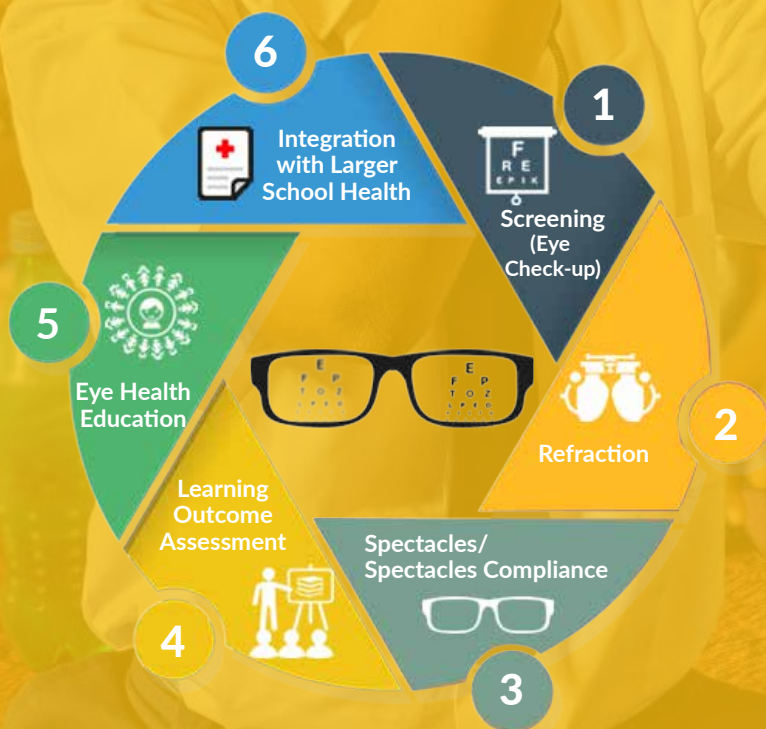 6
Integration
with Larger
School Health
1
F
R E
E P I K
Screening
(Eye
Check-up)
2
Refraction
3
Spectacles/
Spectacles Compliance
4
Learning
Outcome
Assessment
5
Eye Health
Education
E
F P
T O Z
L P E D
E
F P
T O Z
L P E D